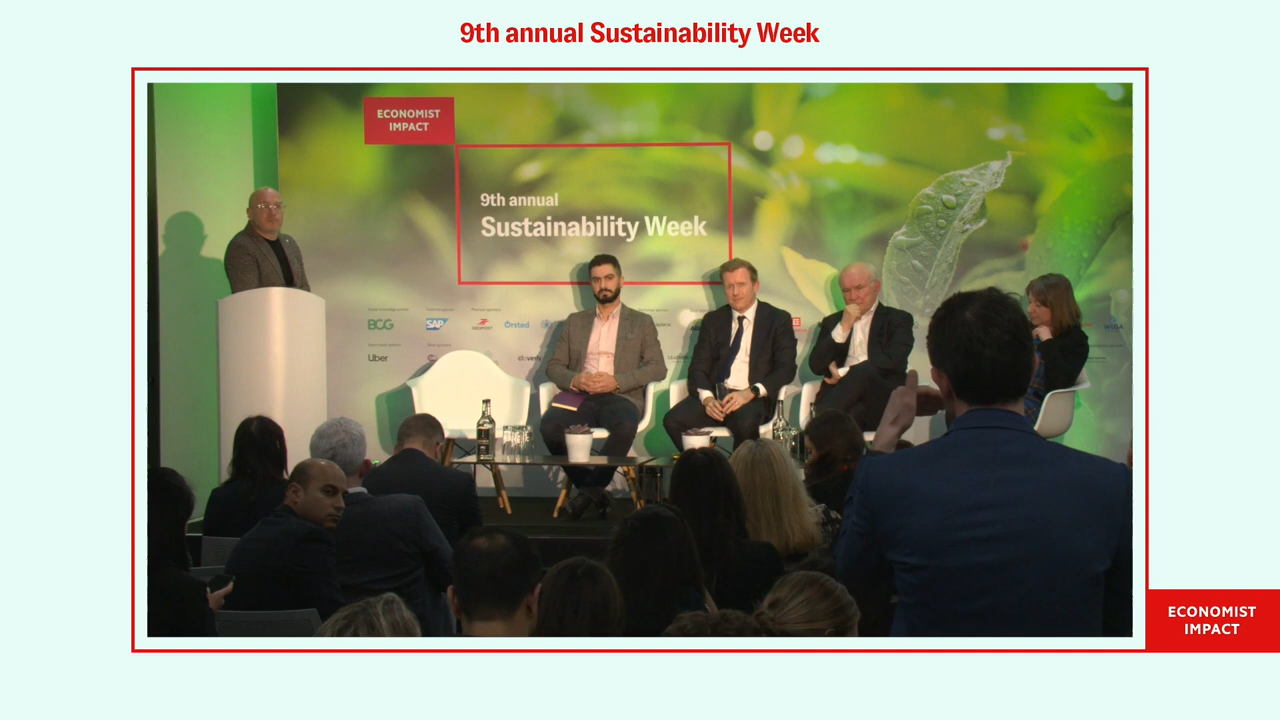 9th annual Sustainability Week
ECONOMIST
IMPACT
9th annual
Sustainability Week
BCG
SAP
Ørsted
Uber
ECONOMIST
IMPACT